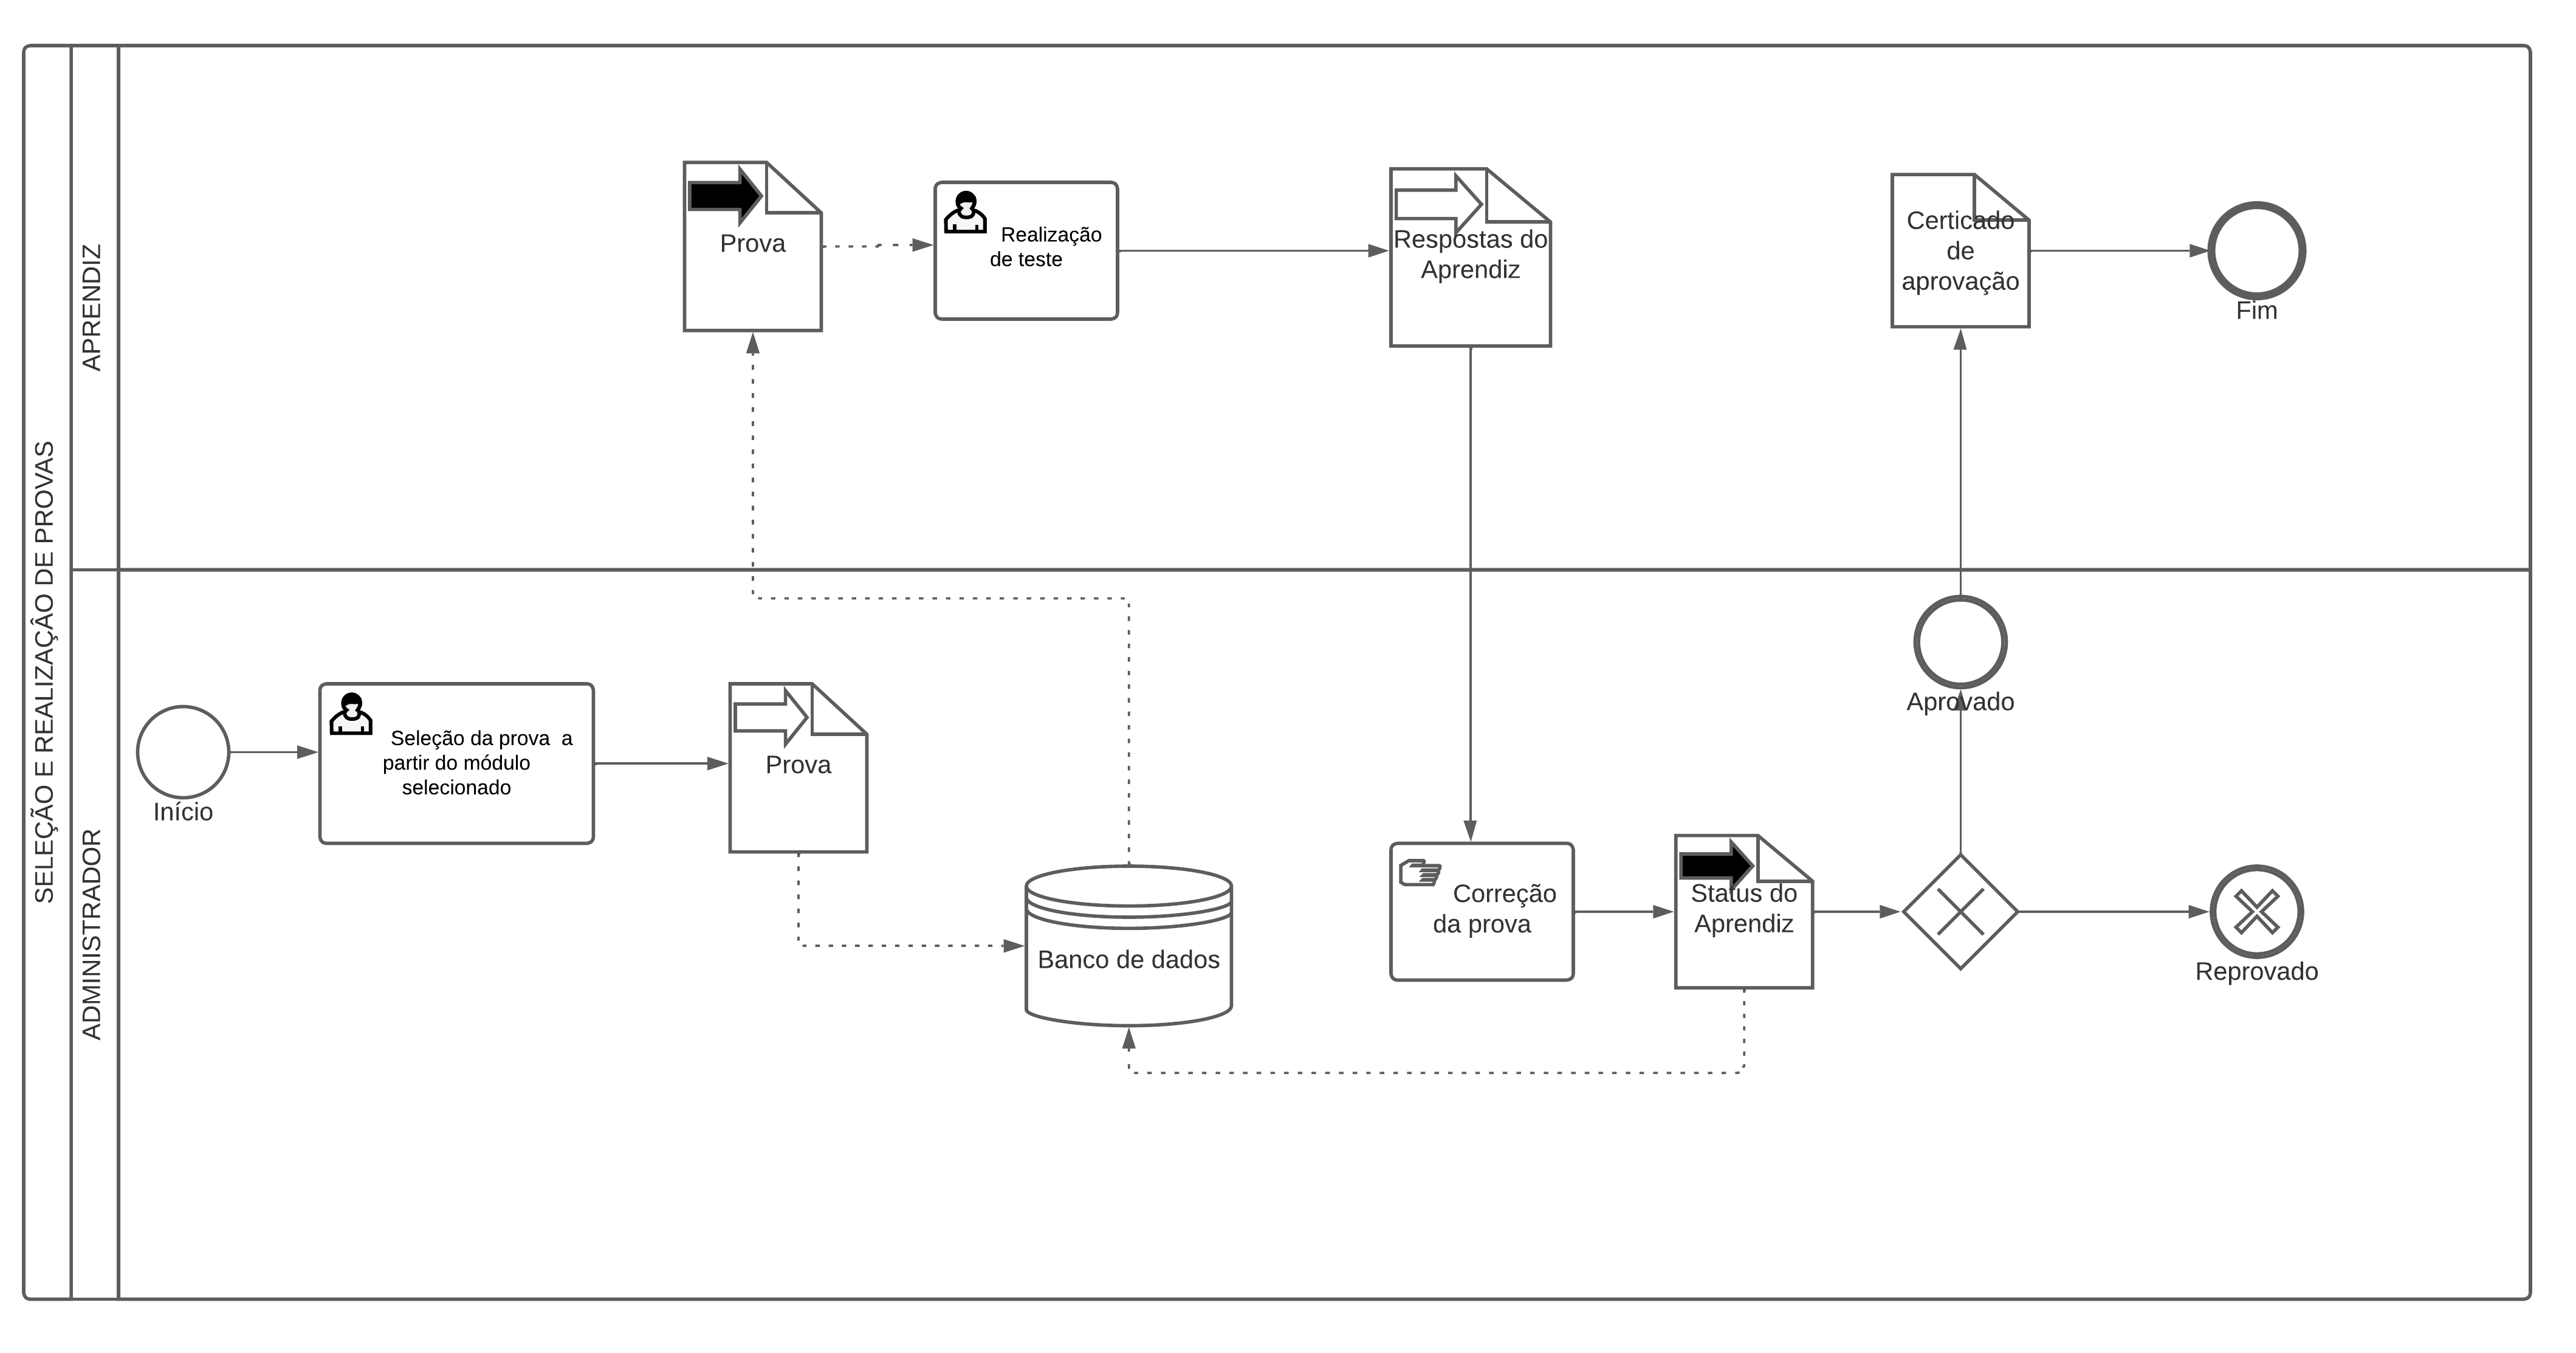 SELEÇÃO E REALIZAÇÂO DE PROVAS
APRENDIZ
Prova
Realização
de teste
Respostas do
Aprendiz
Certicado
de
aprovação
Fim
ADMINISTRADOR
Início
Seleção da prova a
partir do módulo
selecionado
Prova
Banco de dados
Correção
da prova
Status do
Aprendiz
Aprovado
Reprovado